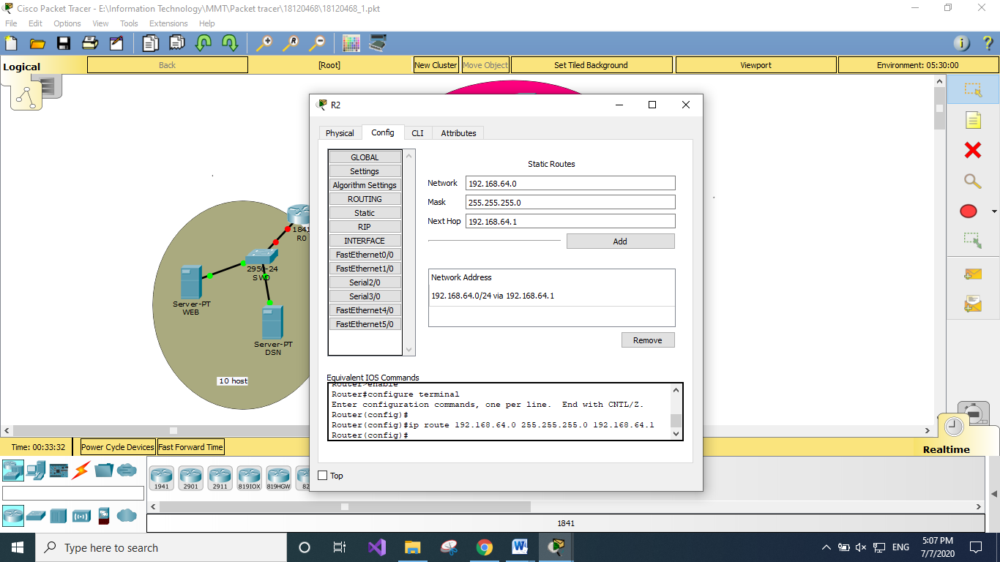 Cisco Packet Tracer - E:\Information Technology\MMT\Packet tracer\18120468\18120468_1.pkt
File Edit Options View Tools Extensions Help
Logical
Back
[Root]
New Cluster
Move Object
Set Tiled Background
Viewport
Environment: 05:30:00
R2
Physical
Config
CLI
Attributes
GLOBAL
Settings
Algorithm Settings
ROUTING
Static
RIP
INTERFACE
FastEthernet0/0
FastEthernet1/0
Serial2/0
Serial3/0
FastEthernet4/0
FastEthernet5/0
Static Routes
Network 192.168.64.0
Mask 255.255.255.0
Next Hop 192.168.64.1
Add
Network Address
192.168.64.0/24 via 192.168.64.1
Remove
Equivalent IOS Commands
Router>enable
Router#configure terminal
Enter configuration commands, one per line. End with CNTL/Z.
Router(config)#
Router(config)#ip route 192.168.64.0 255.255.255.0 192.168.64.1
Router(config)#
Top
1841
R0
2950-24
SW0
Server-PT
WEB
Server-PT
DSN
10 host
Time: 00:33:32
Power Cycle Devices
Fast Forward Time
Realtime
1941
2901
2911
819IOX
819HGW
1841
Type here to search
ENG
5:07 PM
7/7/2020